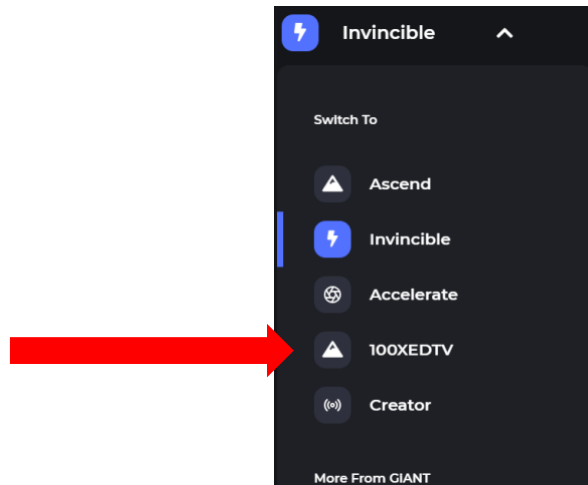 Invincible
Switch To
Ascend
Invincible
Accelerate
100XEDTV
Creator
More From GIANT